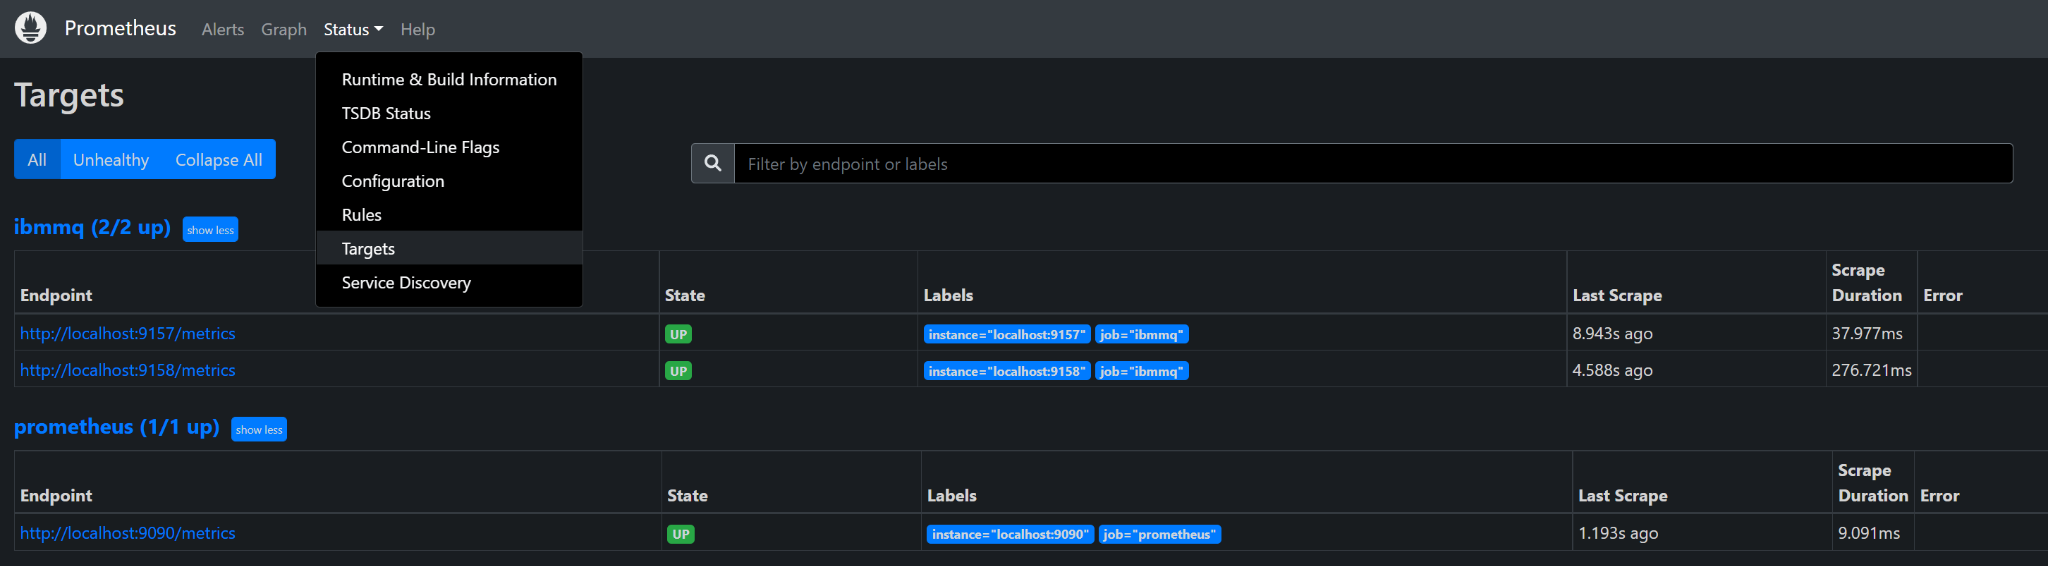 Prometheus Alerts Graph Status Help
Runtime & Build Information
TSDB Status
Command-Line Flags
Configuration
Rules
Targets
Service Discovery
Targets
All Unhealthy Collapse All
Filter by endpoint or labels
ibmmq (2/2 up) show less
Endpoint State Labels Last Scrape Scrape Duration Error
http://localhost:9157/metrics UP instance="localhost:9157" job="ibmmq" 8.943s ago 37.977ms
http://localhost:9158/metrics UP instance="localhost:9158" job="ibmmq" 4.588s ago 276.721ms
prometheus (1/1 up) show less
Endpoint State Labels Last Scrape Scrape Duration Error
http://localhost:9090/metrics UP instance="localhost:9090" job="prometheus" 1.193s ago 9.091ms